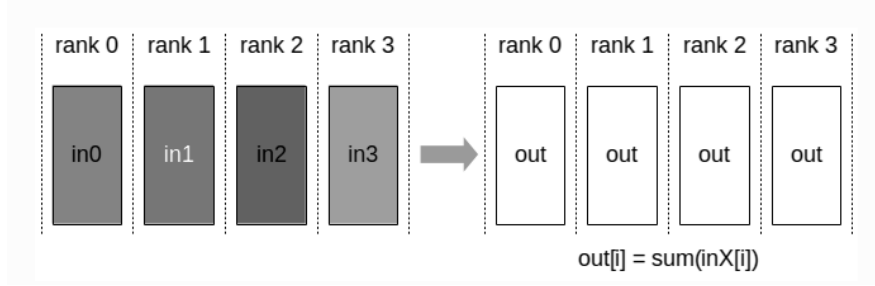 rank 0 rank 1 rank 2 rank 3 rank 0 rank 1 rank 2 rank 3
in0 in1 in2 in3 out out out out
out[i] = sum(inX[i])